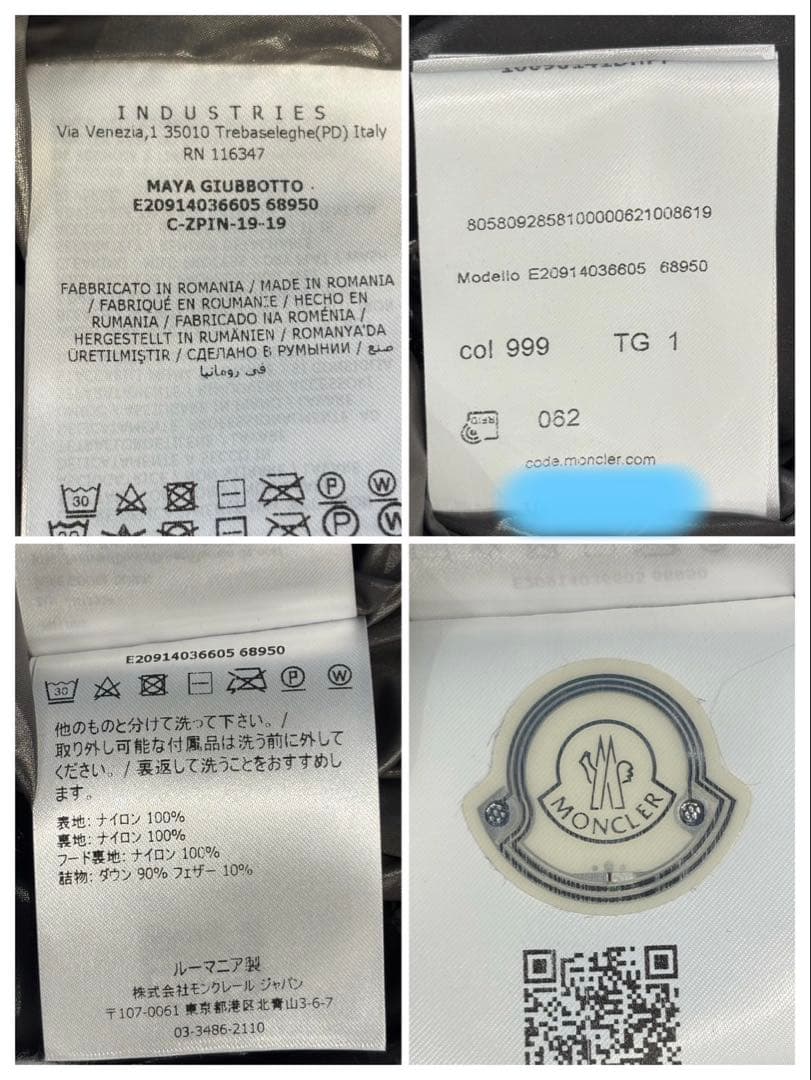 INDUSTRIES
Via Venezia,1 35010 Trebaseleghe(PD) Italy
RN 116347
MAYA GIUBBOTTO
E20914036605 68950
C-ZPIN-19-19
FABBRICATO IN ROMANIA / MADE IN ROMANIA
/ FABRIQUÉ EN ROUMANIE / HECHO EN
RUMANIA / FABRICADO NA ROMÉNIA /
HERGESTELLT IN RUMÄNIEN / ROMANYA'DA
ÜRETILMIŞTIR / СДЕЛАНО В РУМЫНИИ / صنع
في رومانيا
30
P
W
8058092858100000621008619
Modello E20914036605 68950
col 999 TG 1
RFID 062
code.moncler.com
E20914036605 68950
30
P
W
他のものと分けて洗って下さい。/
取り外し可能な付属品は洗う前に外して
ください。/ 裏返して洗うことをおすすめし
ます。
表地: ナイロン 100%
裏地: ナイロン 100%
フード裏地: ナイロン 100%
詰物: ダウン 90% フェザー 10%
ルーマニア製
株式会社モンクレール ジャパン
〒107-0061 東京都港区北青山3-6-7
03-3486-2110
MONCLER